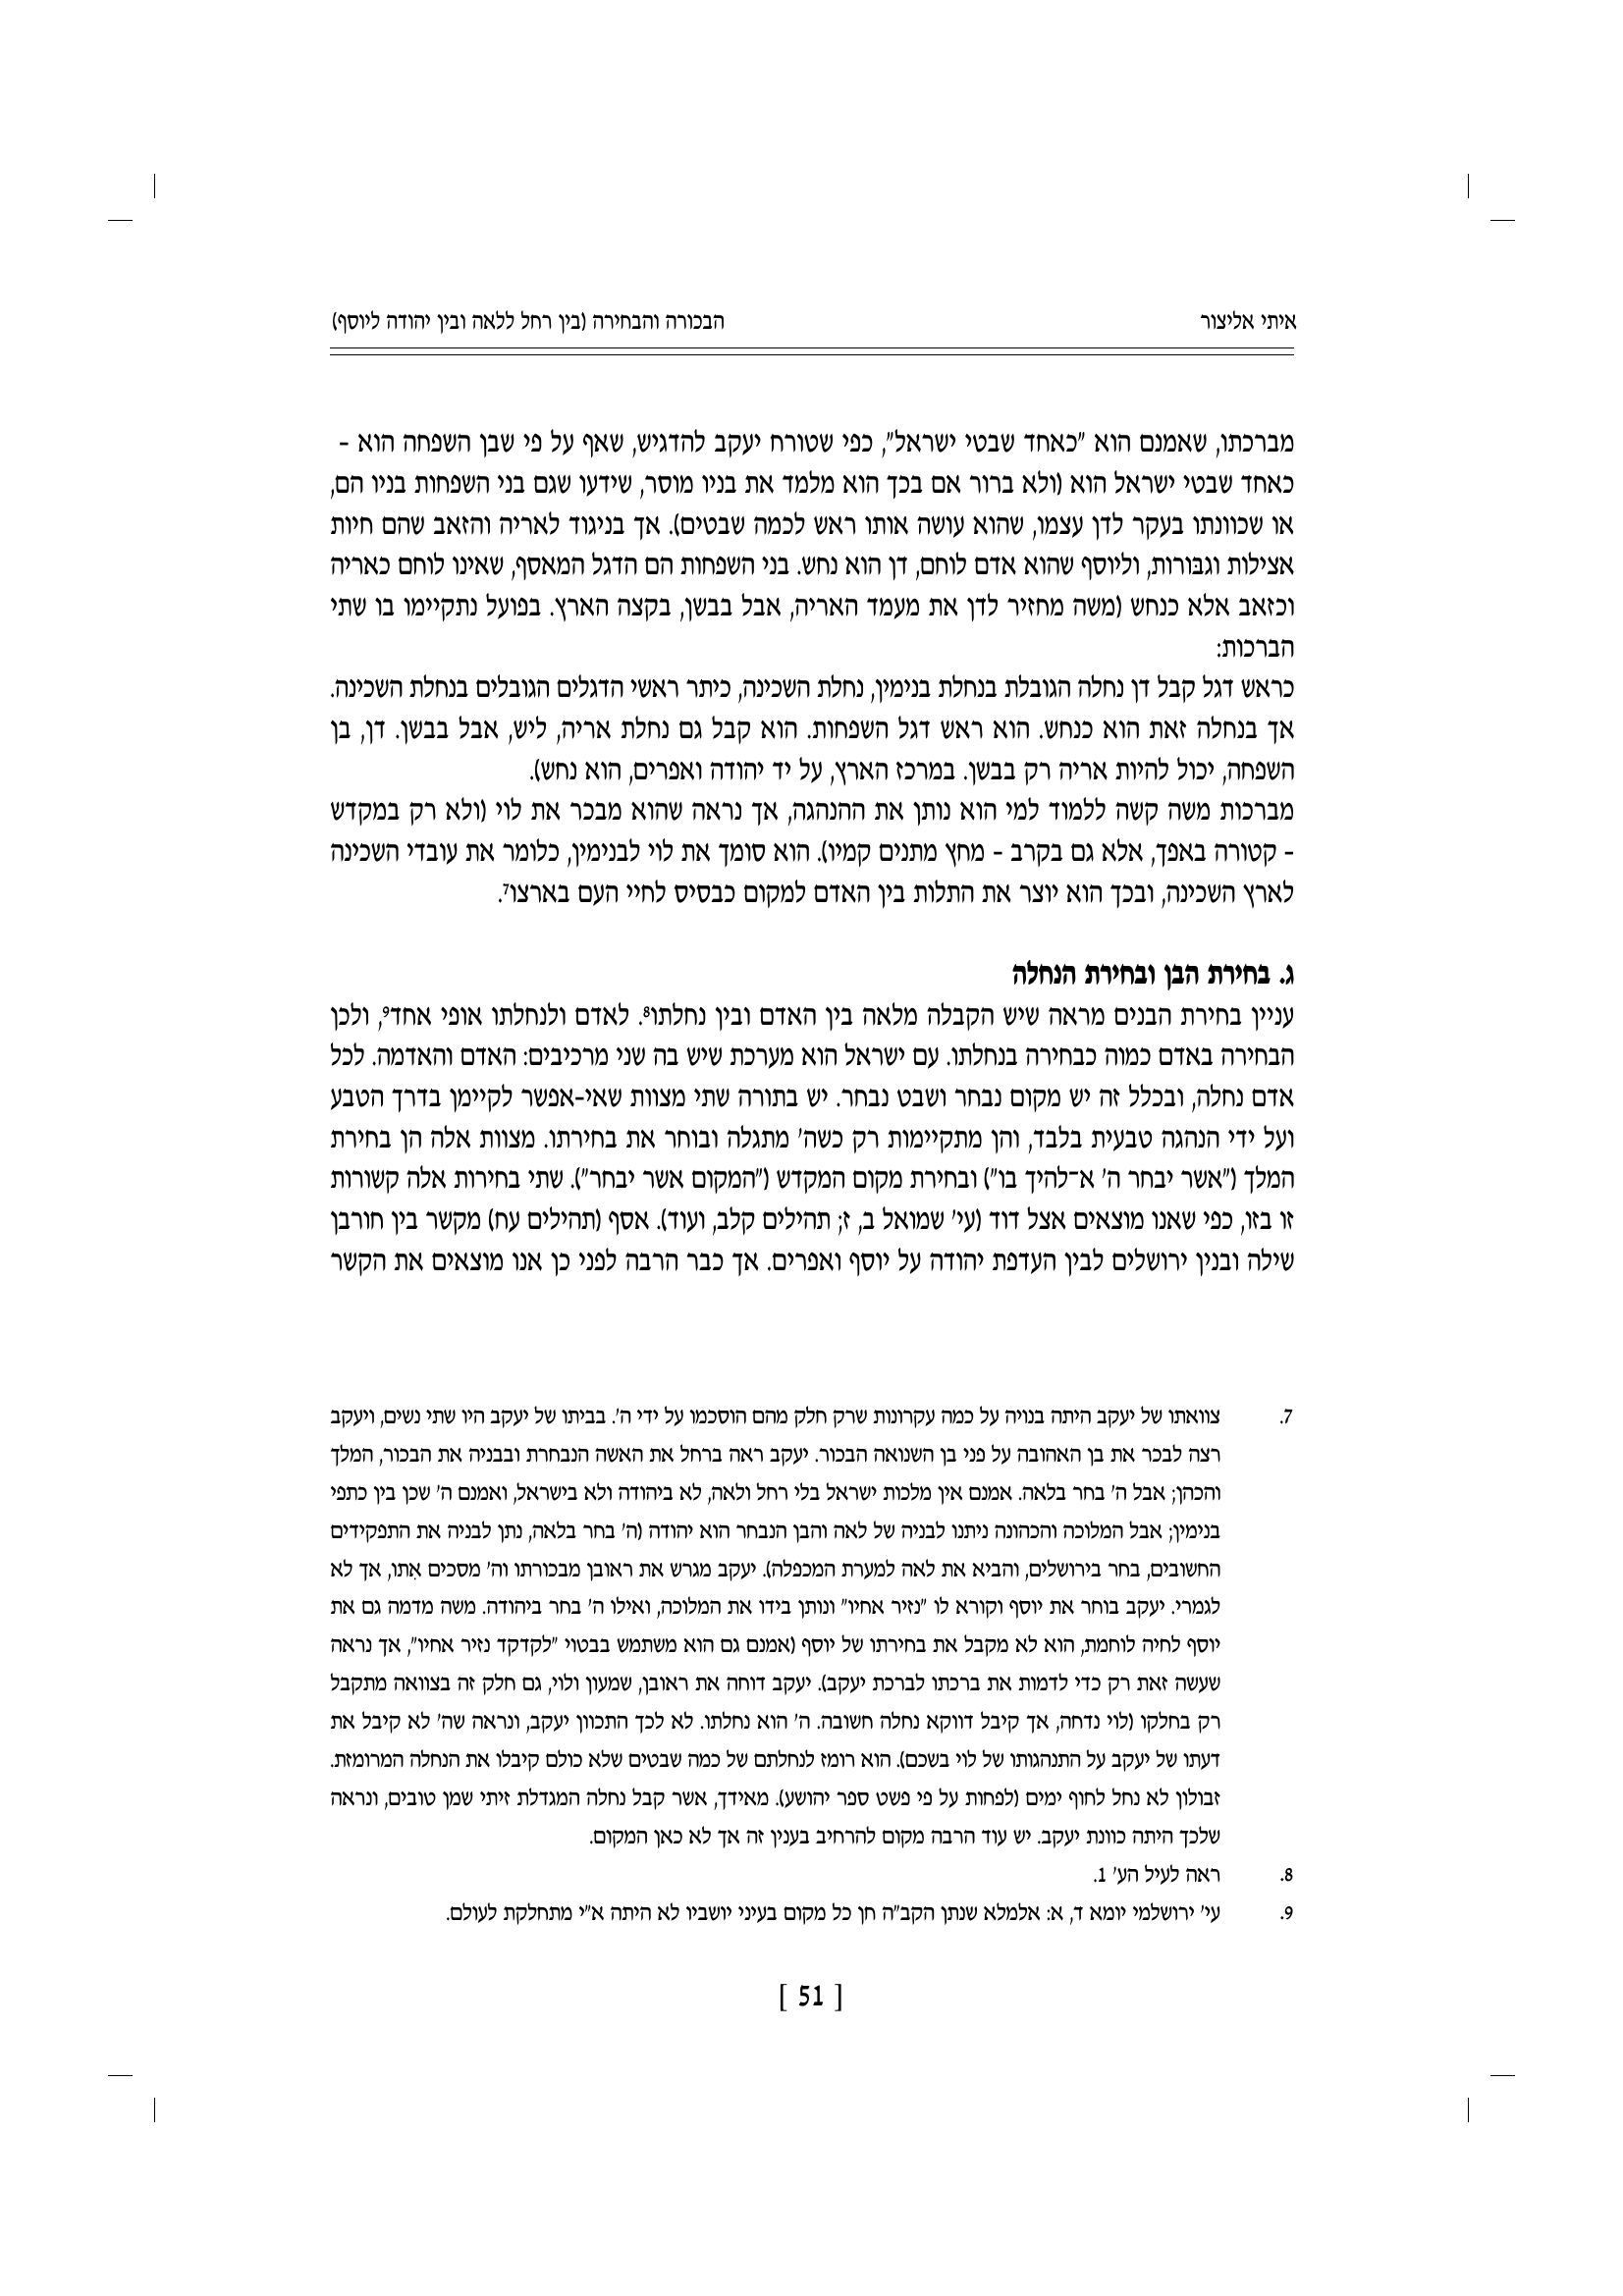 איתי אליצור
הבכורה והבחירה (בין רחל ללאה ובין יהודה ליוסף)
מברכתו, שאמנם הוא "כאחד שבטי ישראל", כפי שטורח יעקב להדגיש, שאף על פי שבן השפחה הוא -
כאחד שבטי ישראל הוא (ולא ברור אם בכך הוא מלמד את בניו מוסר, שידעו שגם בני השפחות בניו הם,
או שכוונתו בעקר לדן עצמו, שהוא עושה אותו ראש לכמה שבטים). אך בניגוד לאריה והזאב שהם חיות
אצילות וגבורות, וליוסף שהוא אדם לוחם, דן הוא נחש. בני השפחות הם הדגל המאסף, שאינו לוחם כאריה
וכזאב אלא כנחש (משה מחזיר לדן את מעמד האריה, אבל בבשן, בקצה הארץ. בפועל נתקיימו בו שתי
הברכות:
כראש דגל קבל דן נחלה הגובלת בנחלת בנימין, נחלת השכינה, כיתר ראשי הדגלים הגובלים בנחלת השכינה.
אך בנחלה זאת הוא כנחש. הוא ראש דגל השפחות. הוא קבל גם נחלת אריה, ליש, אבל בבשן. דן, בן
השפחה, יכול להיות אריה רק בבשן. במרכז הארץ, על יד יהודה ואפרים, הוא נחש).
מברכות משה קשה ללמוד למי הוא נותן את ההנהגה, אך נראה שהוא מבכר את לוי (ולא רק במקדש
- קטורה באפך, אלא גם בקרב - מחץ מתנים קמיו). הוא סומך את לוי לבנימין, כלומר את עובדי השכינה
לארץ השכינה, ובכך הוא יוצר את התלות בין האדם למקום כבסיס לחיי העם בארצו7.
ג. בחירת הבן ובחירת הנחלה
עניין בחירת הבנים מראה שיש הקבלה מלאה בין האדם ובין נחלתו8. לאדם ולנחלתו אופי אחד9, ולכן
הבחירה באדם כמוה כבחירה בנחלתו. עם ישראל הוא מערכת שיש בה שני מרכיבים: האדם והאדמה. לכל
אדם נחלה, ובכלל זה יש מקום נבחר ושבט נבחר. יש בתורה שתי מצוות שאי-אפשר לקיימן בדרך הטבע
ועל ידי הנהגה טבעית בלבד, והן מתקיימות רק כשה' מתגלה ובוחר את בחירתו. מצוות אלה הן בחירת
המלך ("אשר יבחר ה' א־להיך בו") ובחירת מקום המקדש ("המקום אשר יבחר"). שתי בחירות אלה קשורות
זו בזו, כפי שאנו מוצאים אצל דוד (עי' שמואל ב, ז; תהילים קלב, ועוד). אסף (תהילים עח) מקשר בין חורבן
שילה ובנין ירושלים לבין העדפת יהודה על יוסף ואפרים. אך כבר הרבה לפני כן אנו מוצאים את הקשר
7. צוואתו של יעקב היתה בנויה על כמה עקרונות שרק חלק מהם הוסכמו על ידי ה'. בביתו של יעקב היו שתי נשים, ויעקב
רצה לבכר את בן האהובה על פני בן השנואה הבכור. יעקב ראה ברחל את האשה הנבחרת ובבניה את הבכור, המלך
והכהן; אבל ה' בחר בלאה. אמנם אין מלכות ישראל בלי רחל ולאה, לא ביהודה ולא בישראל, ואמנם ה' שכן בין כתפי
בנימין; אבל המלוכה והכהונה ניתנו לבניה של לאה והבן הנבחר הוא יהודה (ה' בחר בלאה, נתן לבניה את התפקידים
החשובים, בחר בירושלים, והביא את לאה למערת המכפלה). יעקב מגרש את ראובן מבכורתו וה' מסכים אִתו, אך לא
לגמרי. יעקב בוחר את יוסף וקורא לו "נזיר אחיו" ונותן בידו את המלוכה, ואילו ה' בחר ביהודה. משה מדמה גם את
יוסף לחיה לוחמת, הוא לא מקבל את בחירתו של יוסף (אמנם גם הוא משתמש בבטוי "לקדקד נזיר אחיו", אך נראה
שעשה זאת רק כדי לדמות את ברכתו לברכת יעקב). יעקב דוחה את ראובן, שמעון ולוי, גם חלק זה בצוואה מתקבל
רק בחלקו (לוי נדחה, אך קיבל דווקא נחלה חשובה. ה' הוא נחלתו. לא לכך התכוון יעקב, ונראה שה' לא קיבל את
דעתו של יעקב על התנהגותו של לוי בשכם). הוא רומז לנחלתם של כמה שבטים שלא כולם קיבלו את הנחלה המרומזת.
זבולון לא נחל לחוף ימים (לפחות על פי פשט ספר יהושע). מאידך, אשר קבל נחלה המגדלת זיתי שמן טובים, ונראה
שלכך היתה כוונת יעקב. יש עוד הרבה מקום להרחיב בענין זה אך לא כאן המקום.
8. ראה לעיל הע' 1.
9. עי' ירושלמי יומא ד, א: אלמלא שנתן הקב"ה חן כל מקום בעיני יושביו לא היתה א"י מתחלקת לעולם.
[ 51 ]